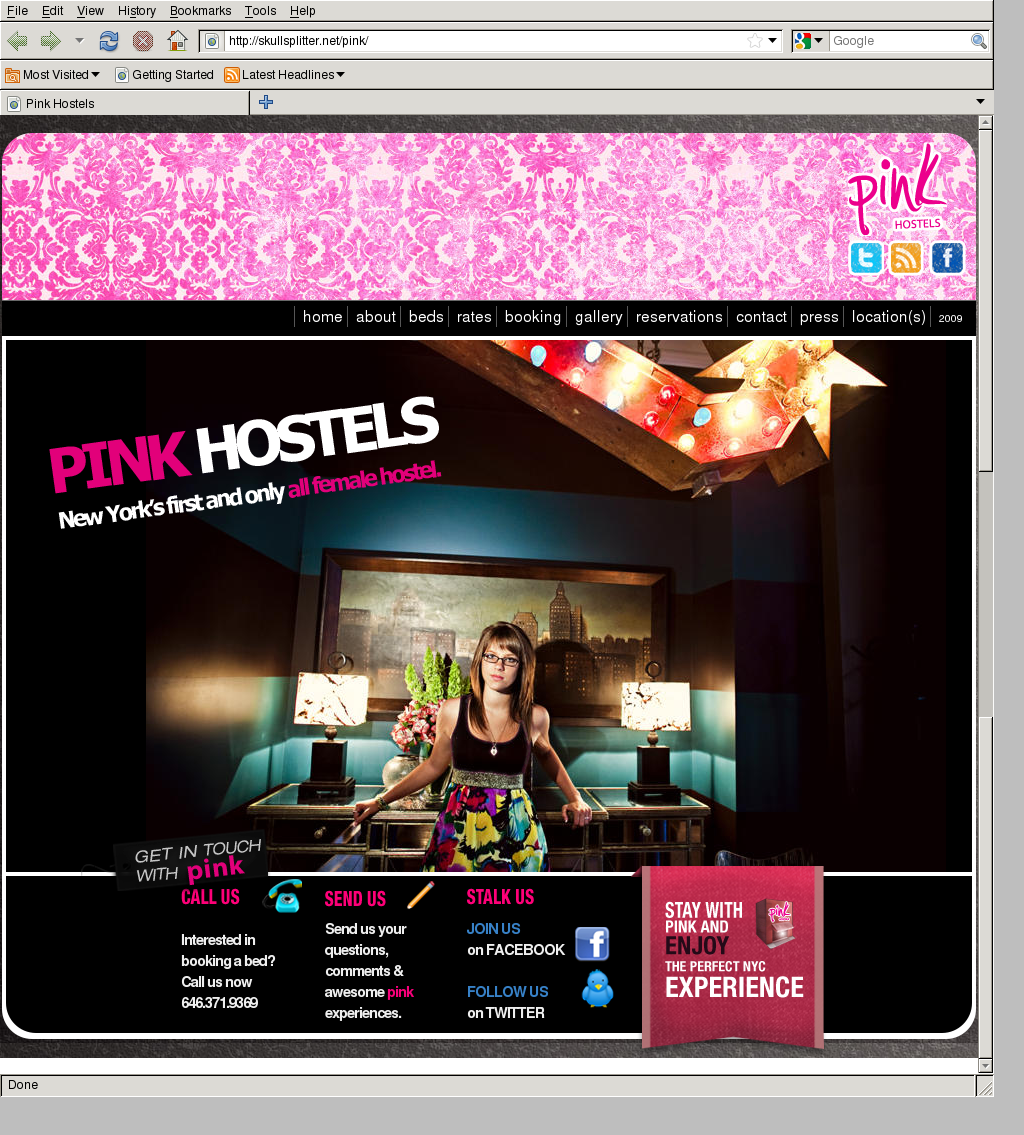 File Edit View History Bookmarks Tools Help
http://skullsplitter.net/pink/
Google
Most Visited Getting Started Latest Headlines
Pink Hostels
pink
HOSTELS
home about beds rates booking gallery reservations contact press location(s) 2009
PINK HOSTELS
New York's first and only all female hostel.
GET IN TOUCH
WITH pink
CALL US
Interested in
booking a bed?
Call us now
646.371.9369
SEND US
Send us your
questions,
comments &
awesome pink
experiences.
STALK US
JOIN US
on FACEBOOK
FOLLOW US
on TWITTER
STAY WITH
PINK AND
ENJOY
THE PERFECT NYC
EXPERIENCE
pink
Done